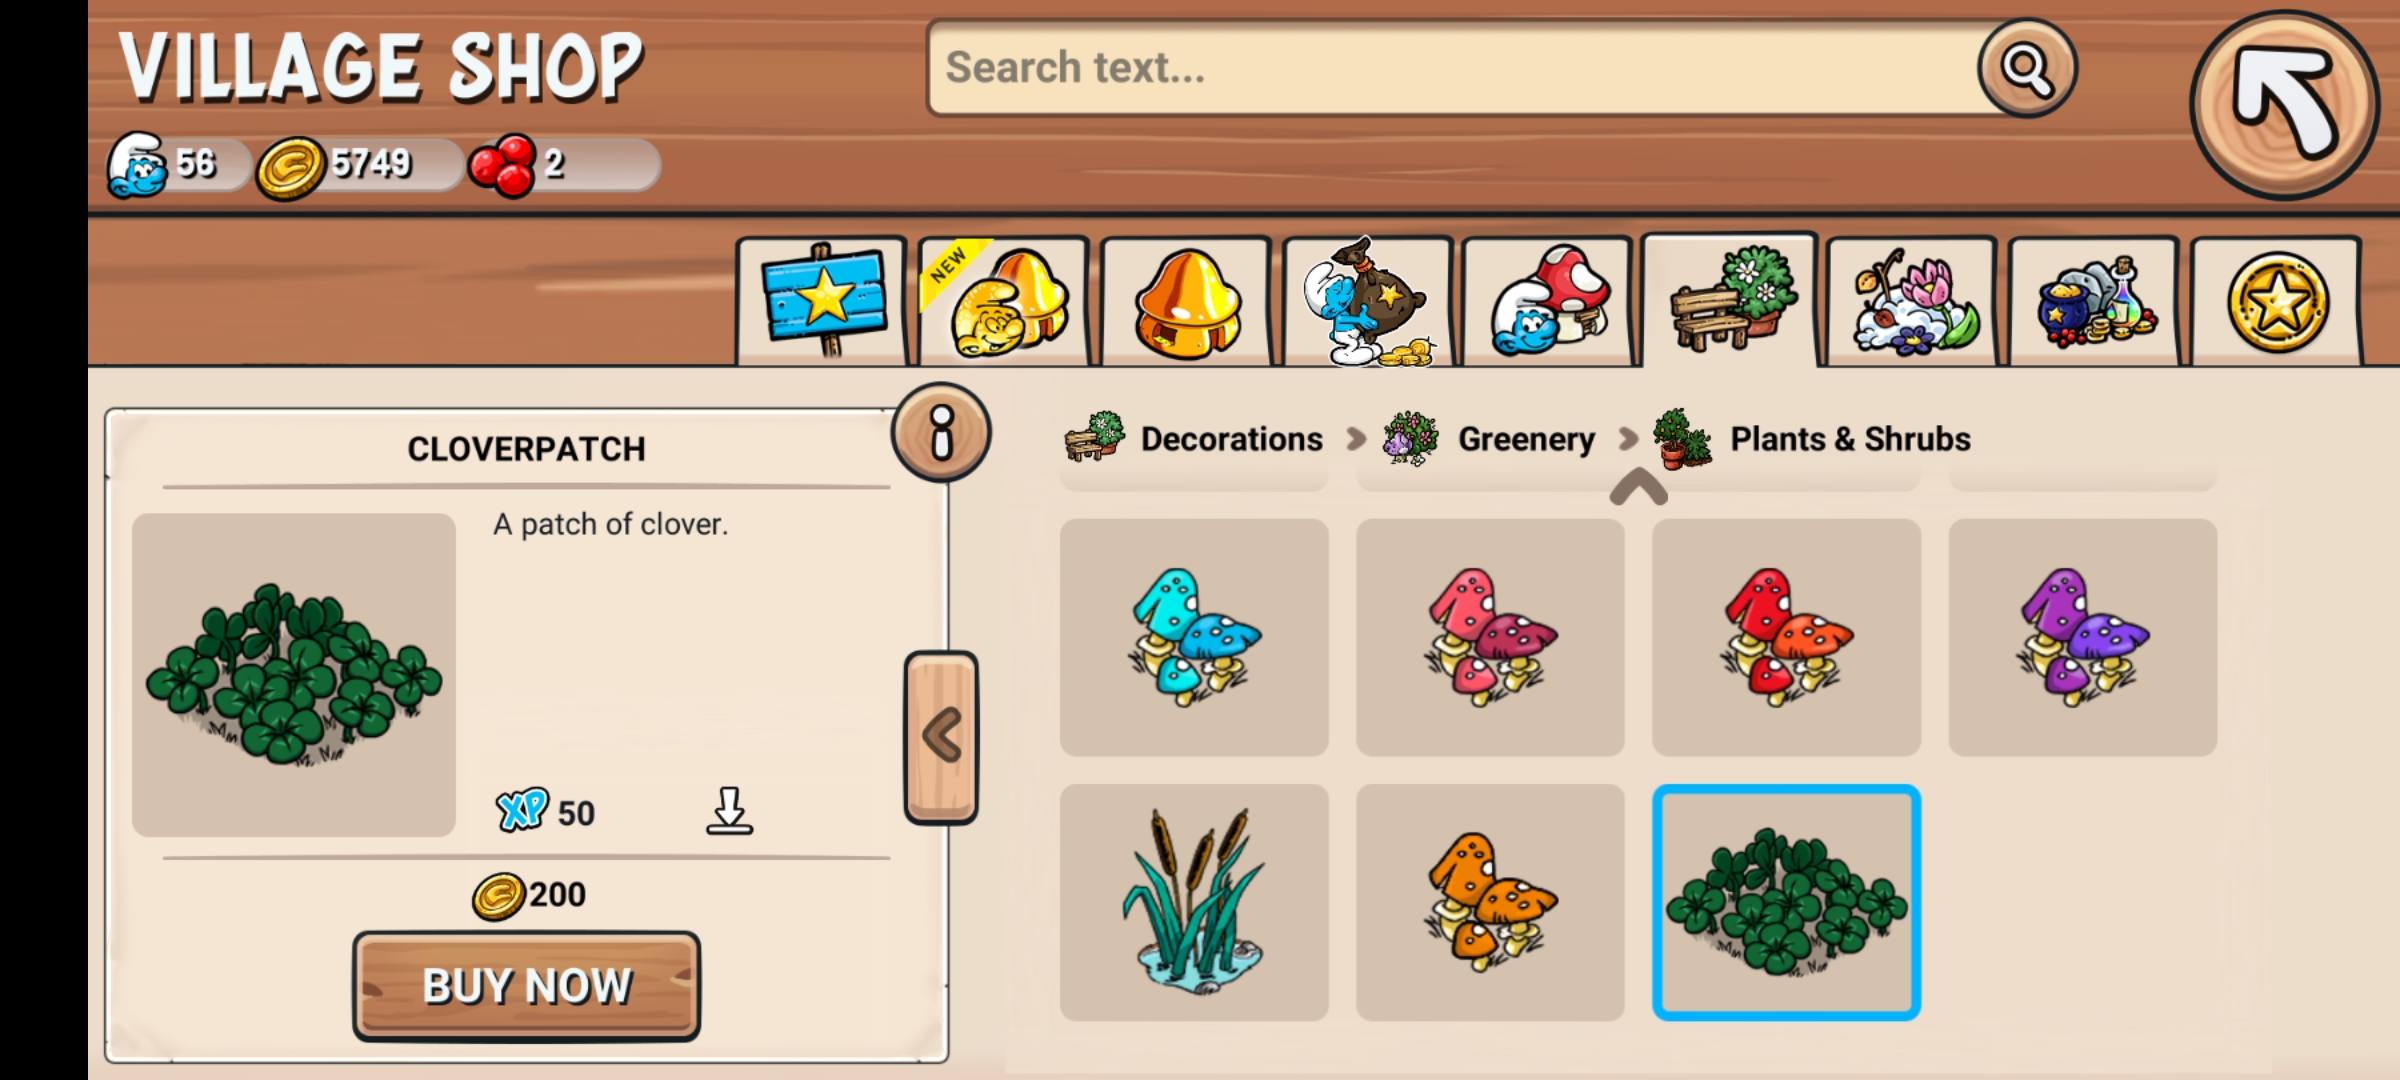 VILLAGE SHOP
Search text...
56 5749 2
NEW
CLOVERPATCH
Decorations > Greenery > Plants & Shrubs
A patch of clover.
XP 50
200
BUY NOW